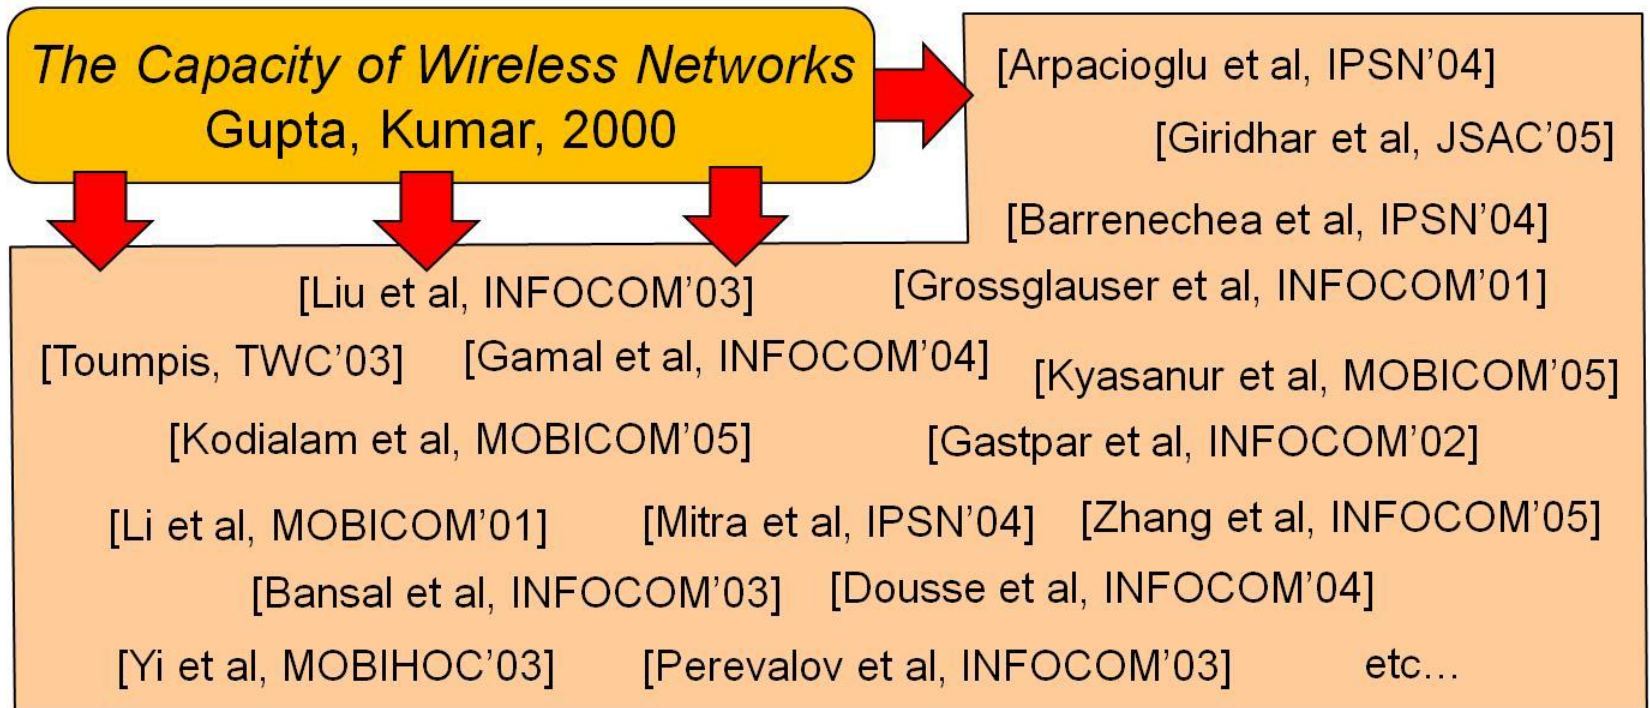 The Capacity of Wireless Networks
Gupta, Kumar, 2000
[Arpacioglu et al, IPSN’04]
[Giridhar et al, JSAC’05]
[Barrenechea et al, IPSN’04]
[Liu et al, INFOCOM’03]
[Grossglauser et al, INFOCOM’01]
[Toumpis, TWC’03]
[Gamal et al, INFOCOM’04]
[Kyasanur et al, MOBICOM’05]
[Kodialam et al, MOBICOM’05]
[Gastpar et al, INFOCOM’02]
[Li et al, MOBICOM’01]
[Mitra et al, IPSN’04]
[Zhang et al, INFOCOM’05]
[Bansal et al, INFOCOM’03]
[Dousse et al, INFOCOM’04]
[Yi et al, MOBIHOC’03]
[Perevalov et al, INFOCOM’03]
etc...